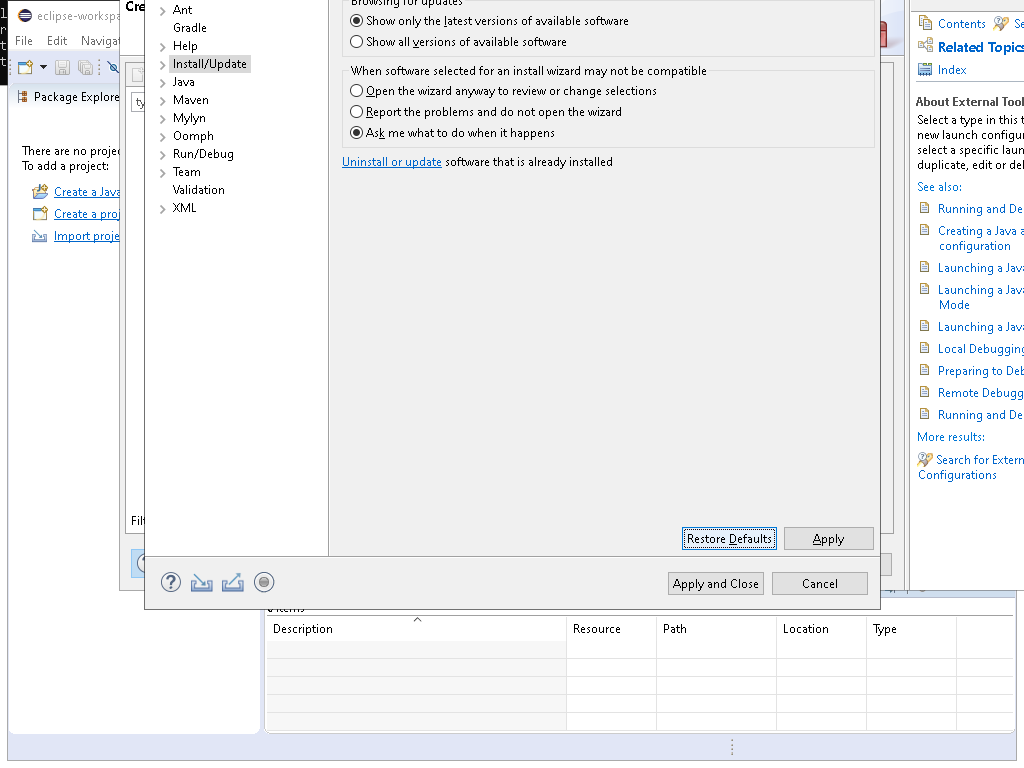 eclipse-workspa
Cre
File Edit Navigat
Package Explore
There are no projec
To add a project:
Create a Java
Create a proj
Import proje
ty
Filt
Ant
Gradle
Help
Install/Update
Java
Maven
Mylyn
Oomph
Run/Debug
Team
Validation
XML
Browsing for updates
Show only the latest versions of available software
Show all versions of available software
When software selected for an install wizard may not be compatible
Open the wizard anyway to review or change selections
Report the problems and do not open the wizard
Ask me what to do when it happens
Uninstall or update software that is already installed
Restore Defaults Apply
Apply and Close Cancel
Contents Se
Related Topics
Index
About External Tool
Select a type in this t
new launch configur
select a specific laun
duplicate, edit or del
See also:
Running and De
Creating a Java a
configuration
Launching a Java
Launching a Java
Mode
Launching a Java
Local Debugging
Preparing to Deb
Remote Debugg
Running and De
More results:
Search for Extern
Configurations
items
Description Resource Path Location Type